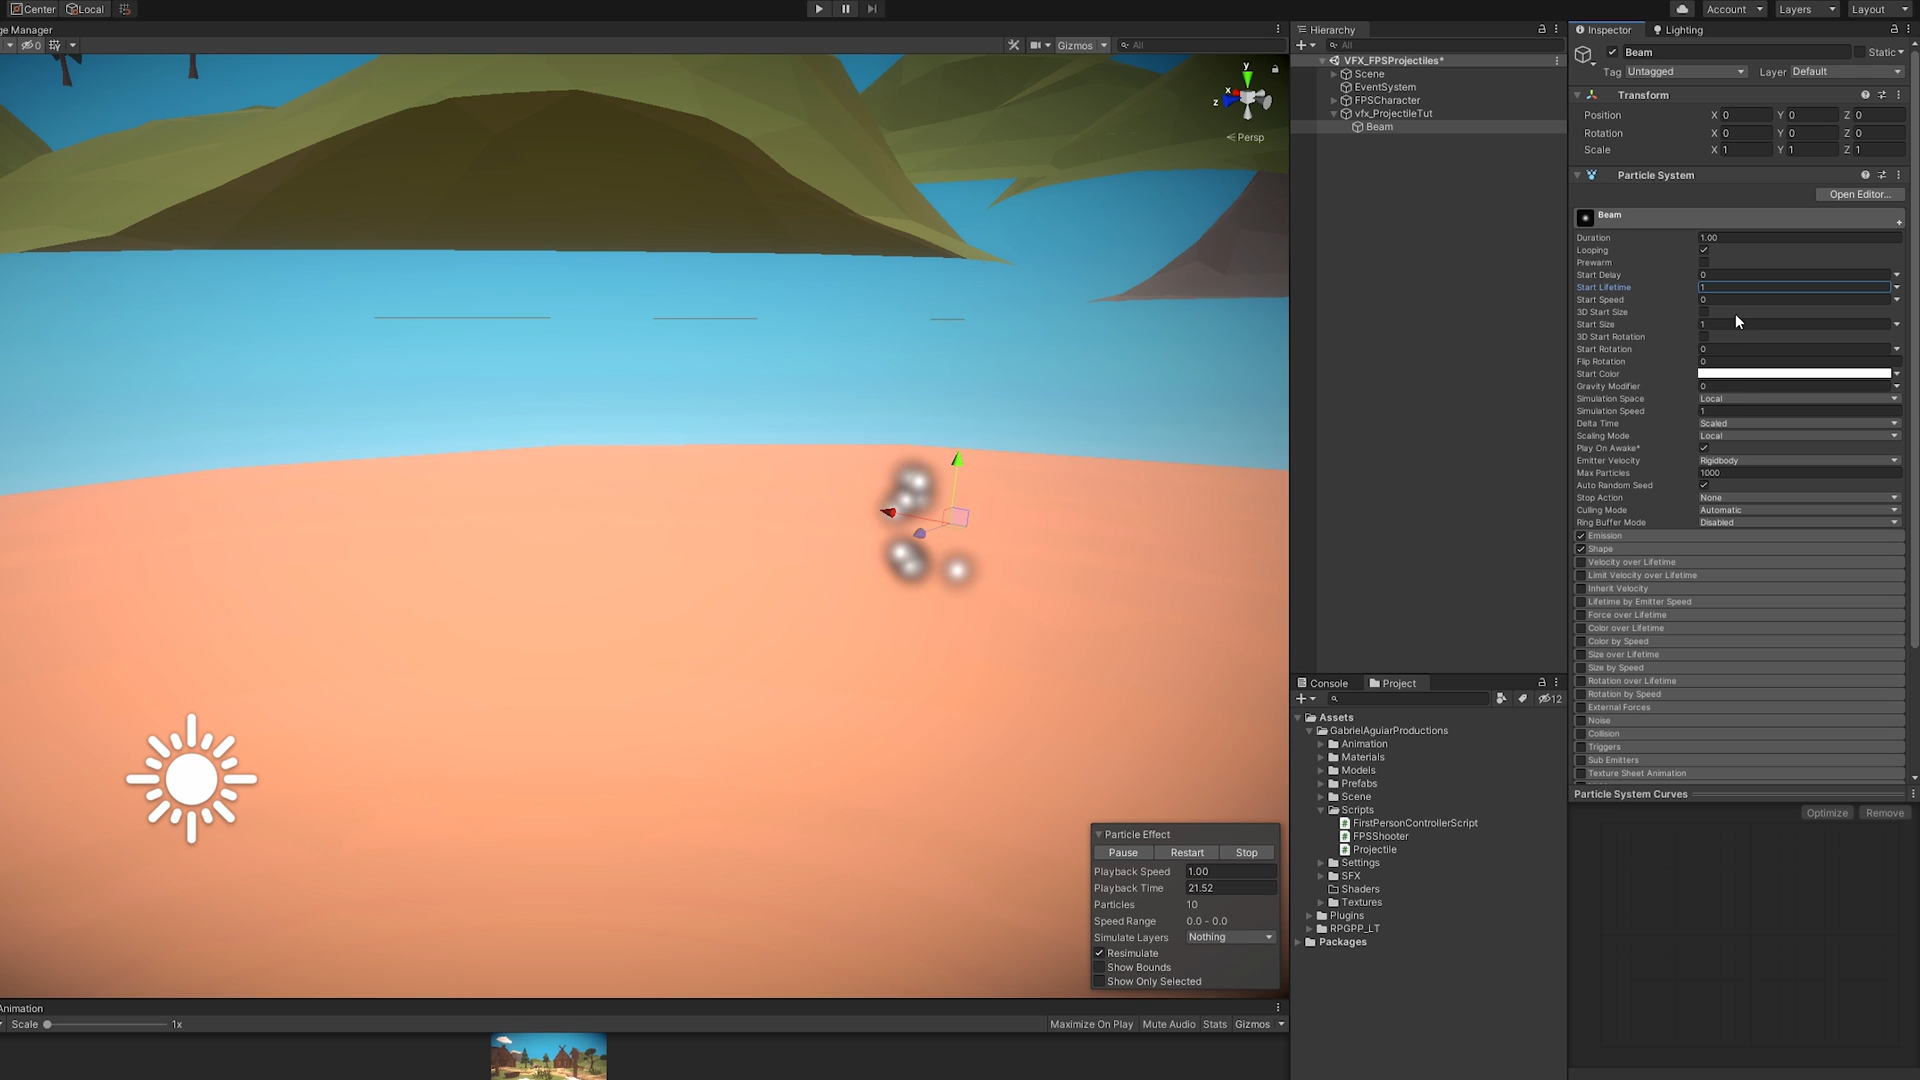 Center Local
Account Layers Layout
ge Manager
0 Gizmos All
y
x
z
Persp
Animation
Scale 1x Maximize On Play Mute Audio Stats Gizmos
Particle Effect
Pause Restart Stop
Playback Speed 1.00
Playback Time 21.52
Particles 10
Speed Range 0.0 - 0.0
Simulate Layers Nothing
Resimulate
Show Bounds
Show Only Selected
Hierarchy
All
VFX_FPSProjectiles*
Scene
EventSystem
FPSCharacter
vfx_ProjectileTut
Beam
Console Project
12
Assets
GabrielAguiarProductions
Animation
Materials
Models
Prefabs
Scene
Scripts
FirstPersonControllerScript
FPSShooter
Projectile
Settings
SFX
Shaders
Textures
Plugins
RPGPP_LT
Packages
Inspector Lighting
Beam Static
Tag Untagged Layer Default
Transform
Position X 0 Y 0 Z 0
Rotation X 0 Y 0 Z 0
Scale X 1 Y 1 Z 1
Particle System
Open Editor...
Beam
Duration 1.00
Looping
Prewarm
Start Delay 0
Start Lifetime 1
Start Speed 0
3D Start Size
Start Size 1
3D Start Rotation
Start Rotation 0
Flip Rotation 0
Start Color
Gravity Modifier 0
Simulation Space Local
Simulation Speed 1
Delta Time Scaled
Scaling Mode Local
Play On Awake*
Emitter Velocity Rigidbody
Max Particles 1000
Auto Random Seed
Stop Action None
Culling Mode Automatic
Ring Buffer Mode Disabled
Emission
Shape
Velocity over Lifetime
Limit Velocity over Lifetime
Inherit Velocity
Lifetime by Emitter Speed
Force over Lifetime
Color over Lifetime
Color by Speed
Size over Lifetime
Size by Speed
Rotation over Lifetime
Rotation by Speed
External Forces
Noise
Collision
Triggers
Sub Emitters
Texture Sheet Animation
Particle System Curves
Optimize Remove